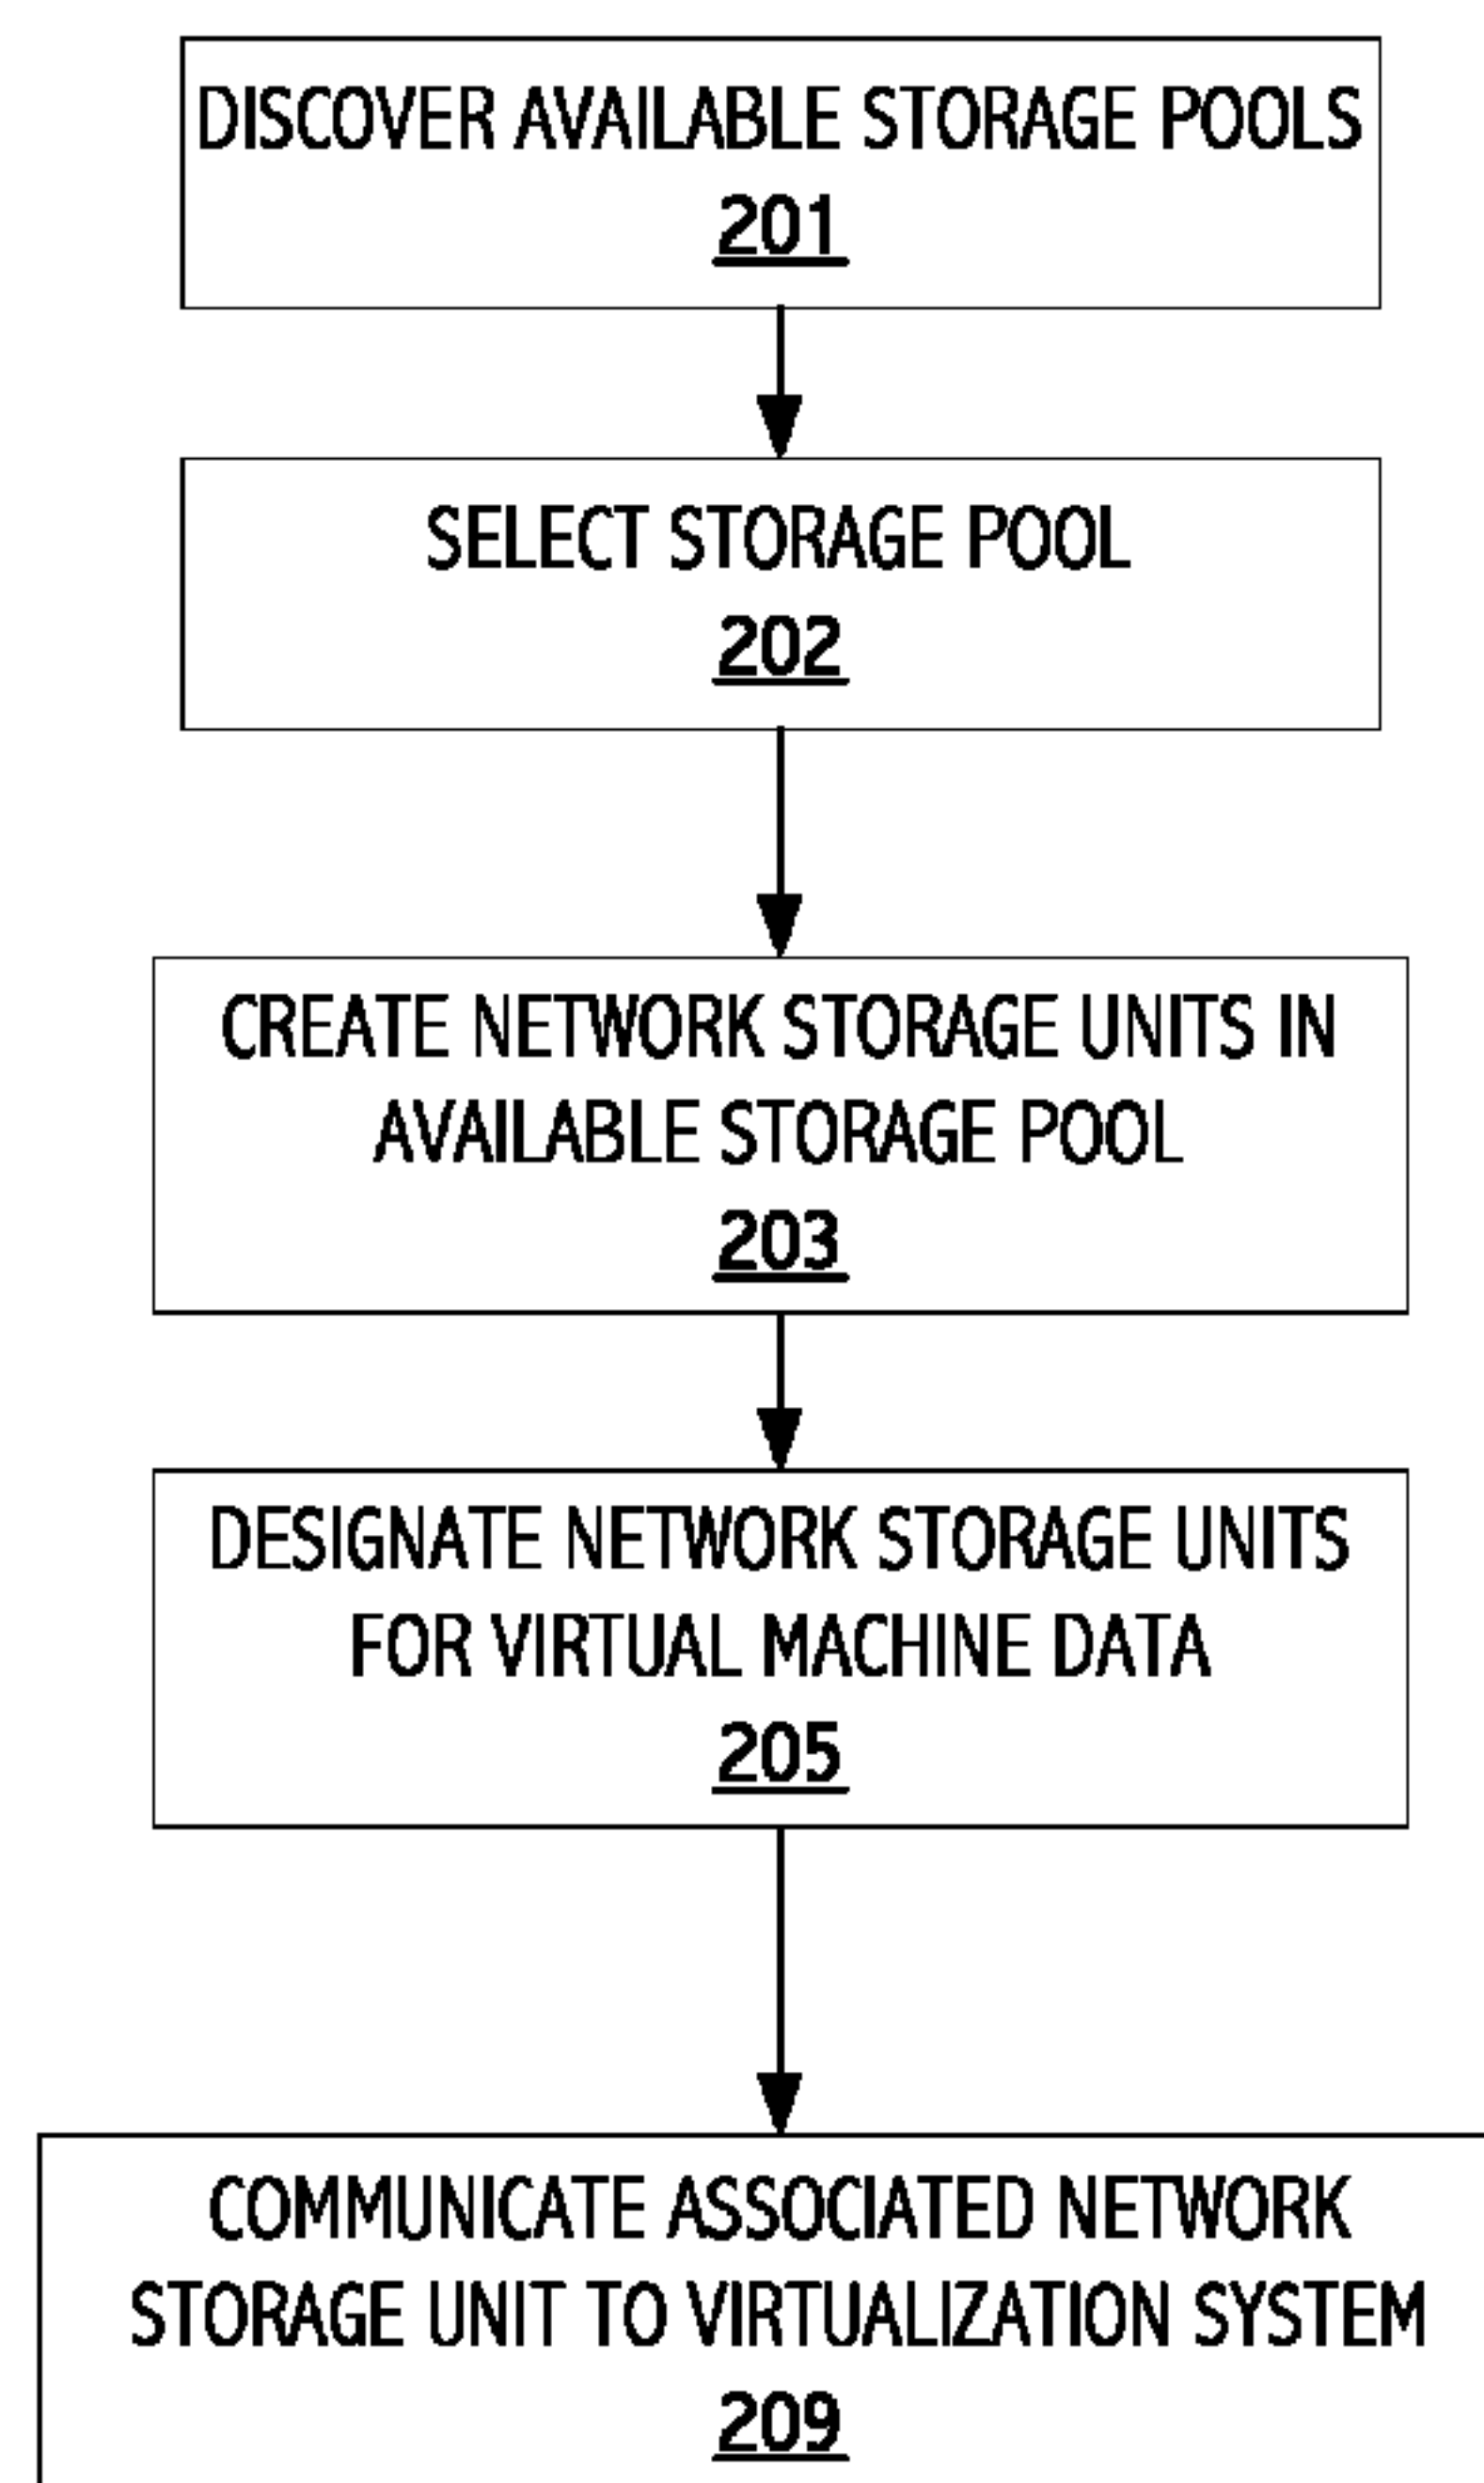 DISCOVER AVAILABLE STORAGE POOLS
201
SELECT STORAGE POOL
202
CREATE NETWORK STORAGE UNITS IN
AVAILABLE STORAGE POOL
203
DESIGNATE NETWORK STORAGE UNITS
FOR VIRTUAL MACHINE DATA
205
COMMUNICATE ASSOCIATED NETWORK
STORAGE UNIT TO VIRTUALIZATION SYSTEM
209